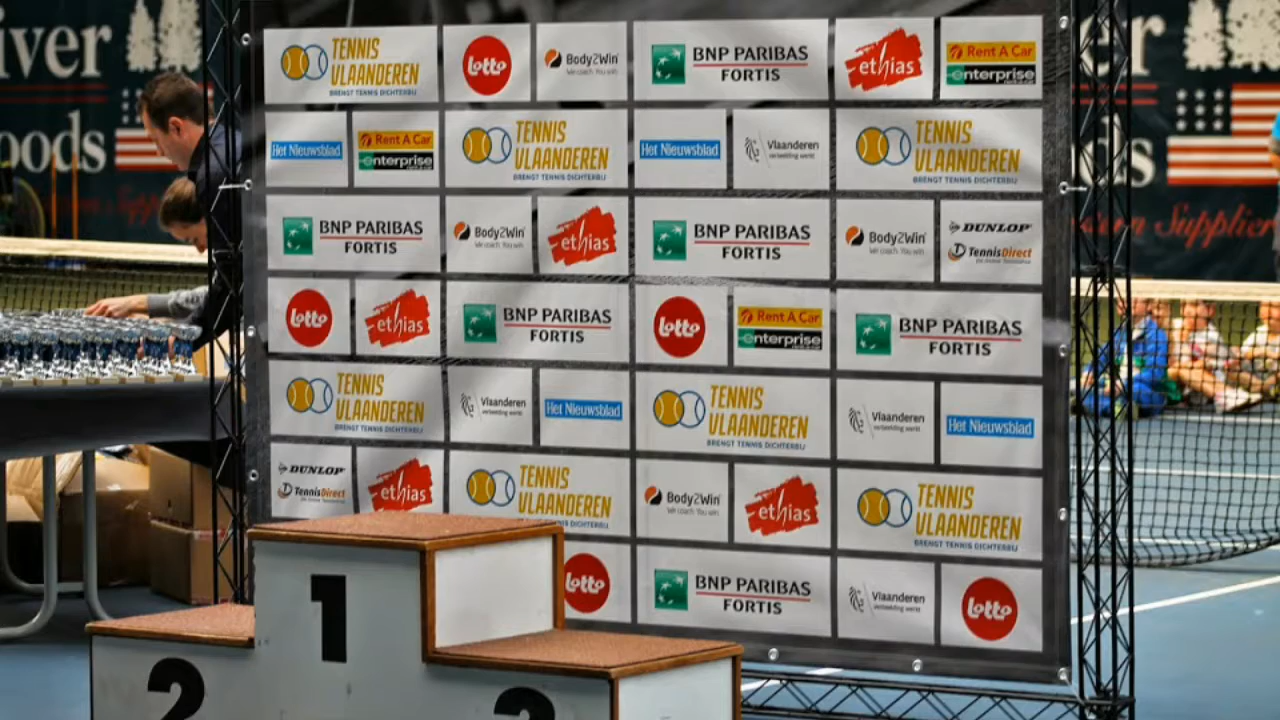 iver
oods
TENNIS
VLAANDEREN
BRENGT TENNIS DICHTERBIJ
Lotto
Body2Win
We coach. You win.
BNP PARIBAS
FORTIS
ethias
Rent A Car
enterprise
Het Nieuwsblad
Rent A Car
enterprise
TENNIS
VLAANDEREN
BRENGT TENNIS DICHTERBIJ
Het Nieuwsblad
Vlaanderen
verbeelding werkt
TENNIS
VLAANDEREN
BRENGT TENNIS DICHTERBIJ
BNP PARIBAS
FORTIS
Body2Win
We coach. You win.
ethias
BNP PARIBAS
FORTIS
Body2Win
We coach. You win.
DUNLOP
TennisDirect
Lotto
ethias
BNP PARIBAS
FORTIS
Lotto
Rent A Car
enterprise
BNP PARIBAS
FORTIS
TENNIS
VLAANDEREN
BRENGT TENNIS DICHTERBIJ
Vlaanderen
verbeelding werkt
Het Nieuwsblad
TENNIS
VLAANDEREN
BRENGT TENNIS DICHTERBIJ
Vlaanderen
verbeelding werkt
Het Nieuwsblad
DUNLOP
TennisDirect
ethias
TENNIS
VLAANDEREN
BRENGT TENNIS DICHTERBIJ
Body2Win
We coach. You win.
ethias
TENNIS
VLAANDEREN
BRENGT TENNIS DICHTERBIJ
Lotto
BNP PARIBAS
FORTIS
Vlaanderen
verbeelding werkt
Lotto
er
ds
Supplier
1
2